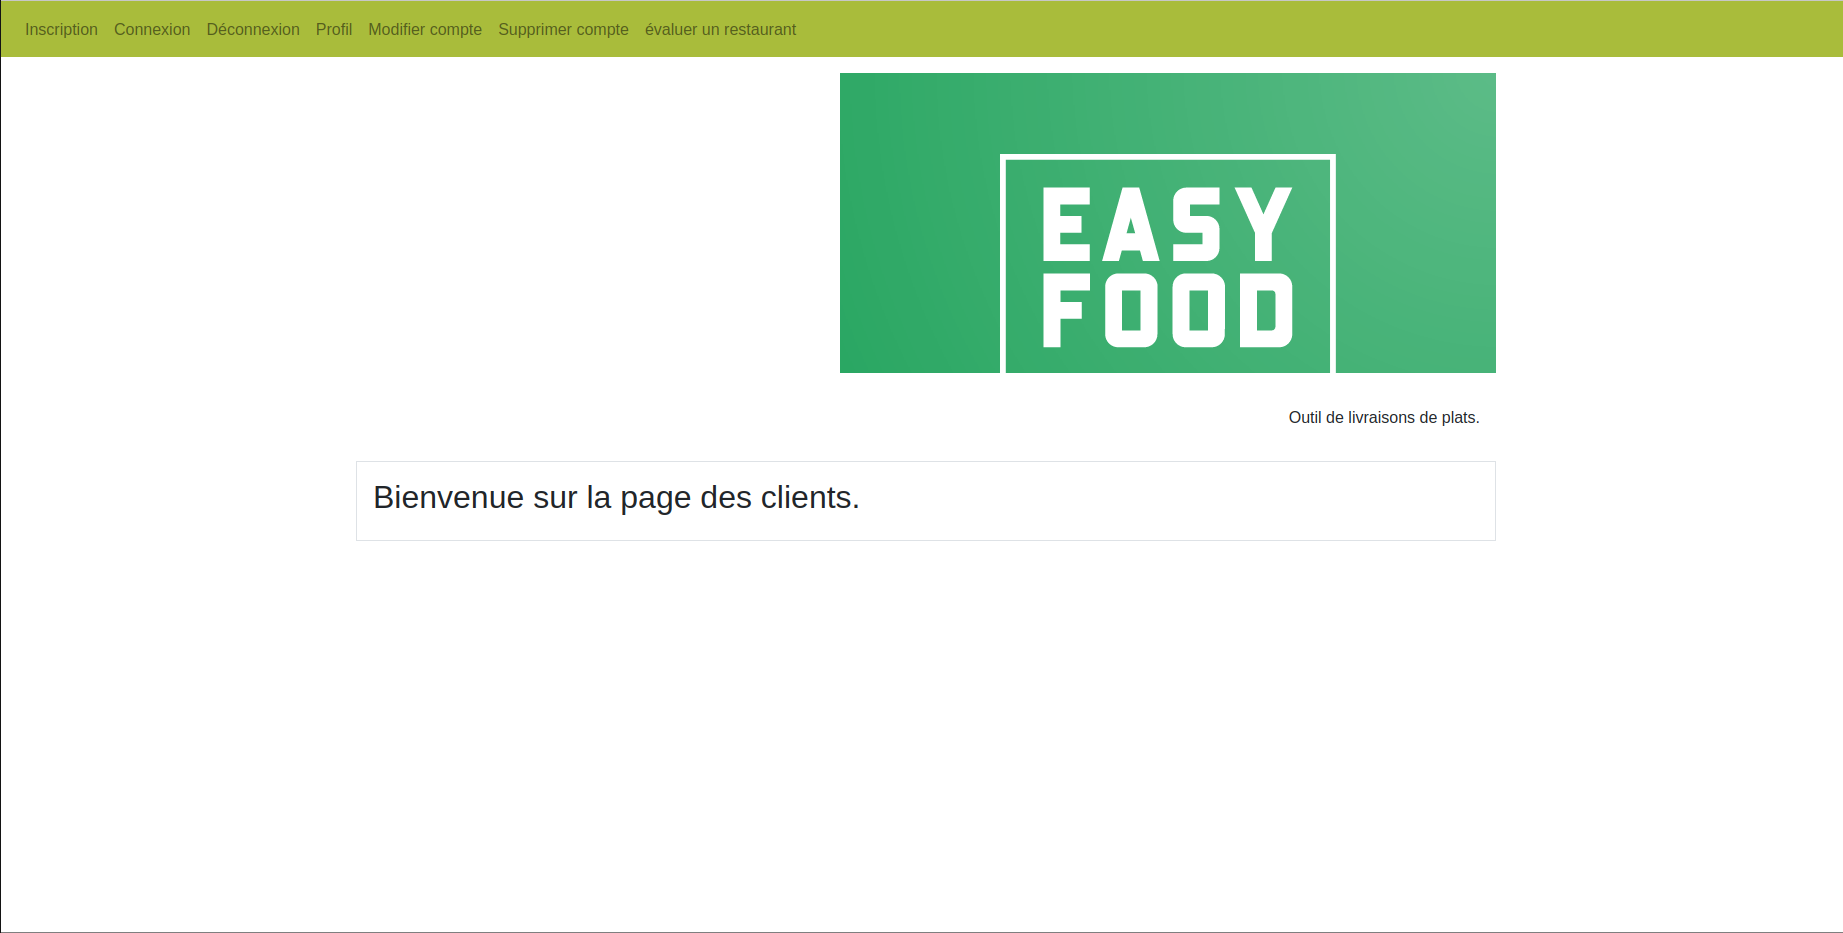 Inscription Connexion Déconnexion Profil Modifier compte Supprimer compte évaluer un restaurant
EASY
FOOD
Outil de livraisons de plats.
Bienvenue sur la page des clients.